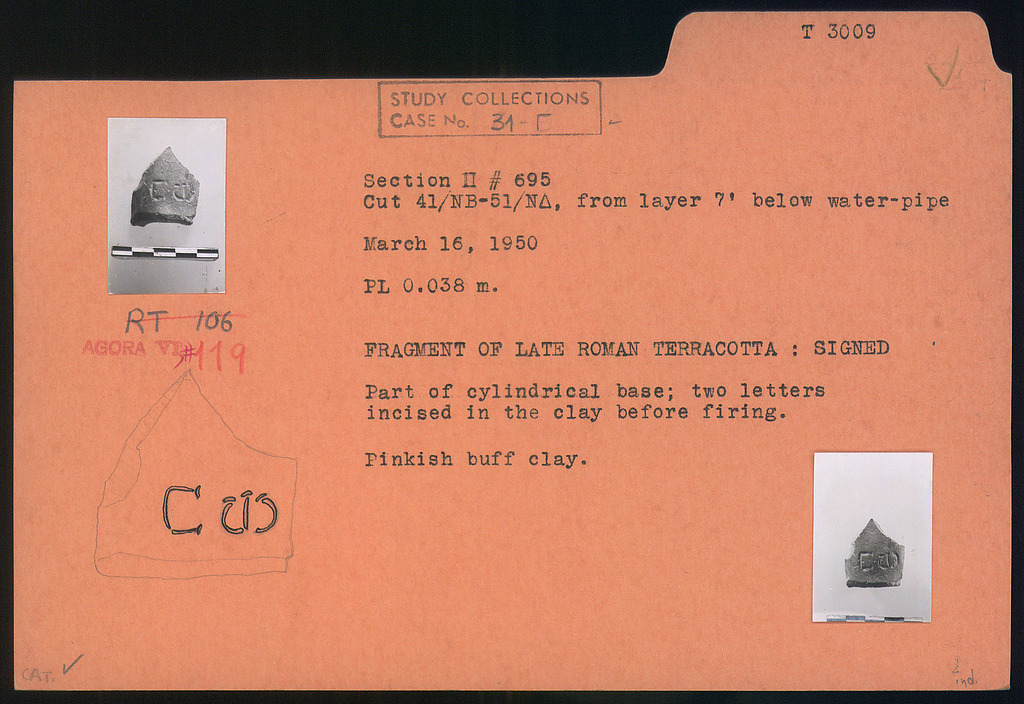 T 3009
STUDY COLLECTIONS
CASE No. 31-Γ
Section Π # 695
Cut 41/NB-51/NΔ, from layer 7' below water-pipe
March 16, 1950
PL 0.038 m.
RT 106
AGORA VI #119
FRAGMENT OF LATE ROMAN TERRACOTTA : SIGNED
Part of cylindrical base; two letters
incised in the clay before firing.
Pinkish buff clay.
C ω
CAT. ✓
ind.